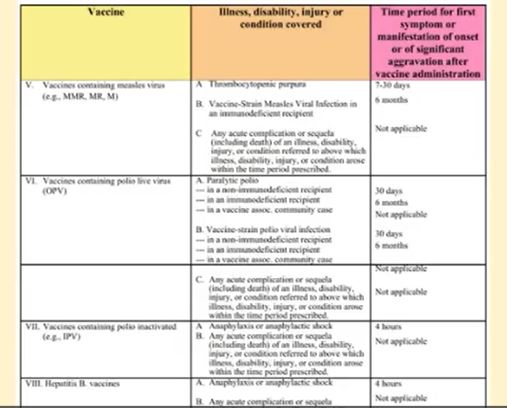 Vaccine
Illness, disability, injury or
condition covered
Time period for first
symptom or
manifestation of onset
or of significant
aggravation after
vaccine administration
V. Vaccines containing measles virus
(e.g., MMR, MR, M)
A Thrombocytopenic purpura
7-30 days
B. Vaccine-Strain Measles Viral Infection in
an immunodeficient recipient
6 months
C Any acute complication or sequela
(including death) of an illness, disability,
injury, or condition referred to above which
illness, disability, injury, or condition arose
within the time period prescribed.
Not applicable
VI. Vaccines containing polio live virus
(OPV)
A. Paralytic polio
--- in a non-immunodeficient recipient
--- in an immunodeficient recipient
--- in a vaccine assoc. community case
30 days
6 months
Not applicable
B. Vaccine-strain polio viral infection
--- in a non-immunodeficient recipient
--- in an immunodeficient recipient
--- in a vaccine assoc. community case
30 days
6 months
Not applicable
C. Any acute complication or sequela
(including death) of an illness, disability,
injury, or condition referred to above which
illness, disability, injury, or condition arose
within the time period prescribed.
Not applicable
VII. Vaccines containing polio inactivated
(e.g., IPV)
A Anaphylaxis or anaphylactic shock
4 hours
B. Any acute complication or sequela
(including death) of an illness, disability,
injury, or condition referred to above which
illness, disability, injury, or condition arose
within the time period prescribed.
Not applicable
VIII. Hepatitis B. vaccines
A. Anaphylaxis or anaphylactic shock
4 hours
B. Any acute complication or sequela
Not applicable